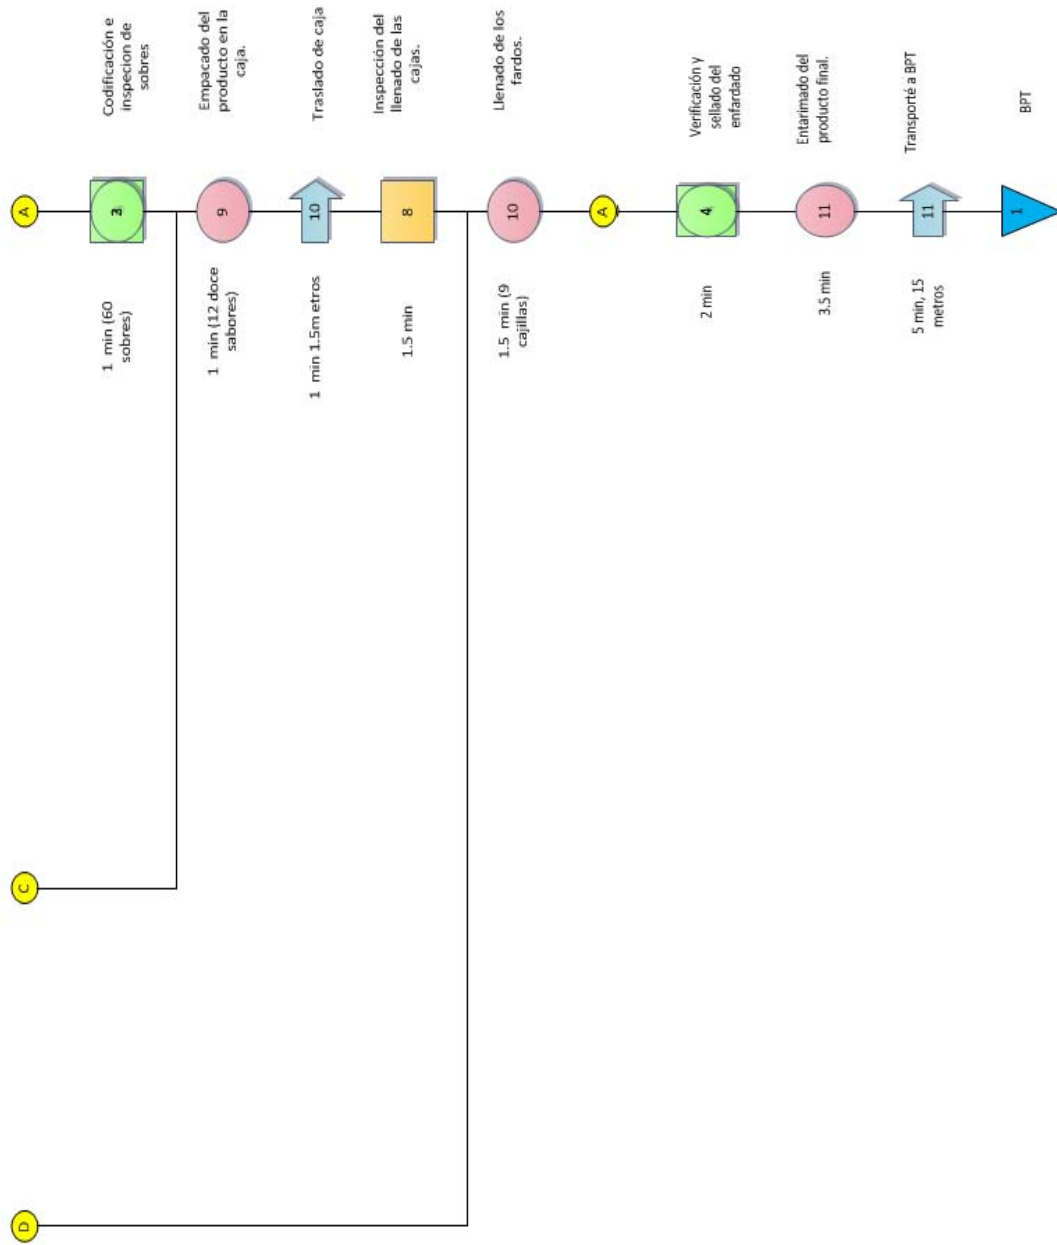 A
C
D
1 min (60
sobres)
3
Codificación e
inspecion de
sobres
1 min (12 doce
sabores)
9
Empacado del
producto en la
caja.
1 min 1.5m etros
10
Traslado de caja
1.5 min
8
Inspección del
llenado de las
cajas.
1.5 min (9
cajillas)
10
Llenado de los
fardos.
A
2 min
4
Verificación y
sellado del
enfardado
3.5 min
11
Entarimado del
producto final.
5 min, 15
metros
11
Transporté a BPT
1
BPT